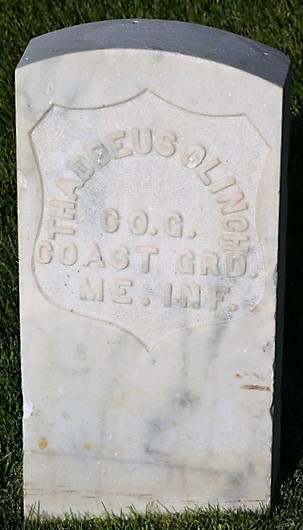 THADDEUS CLINCH
CO. G.
COAST GRD.
ME. INF.